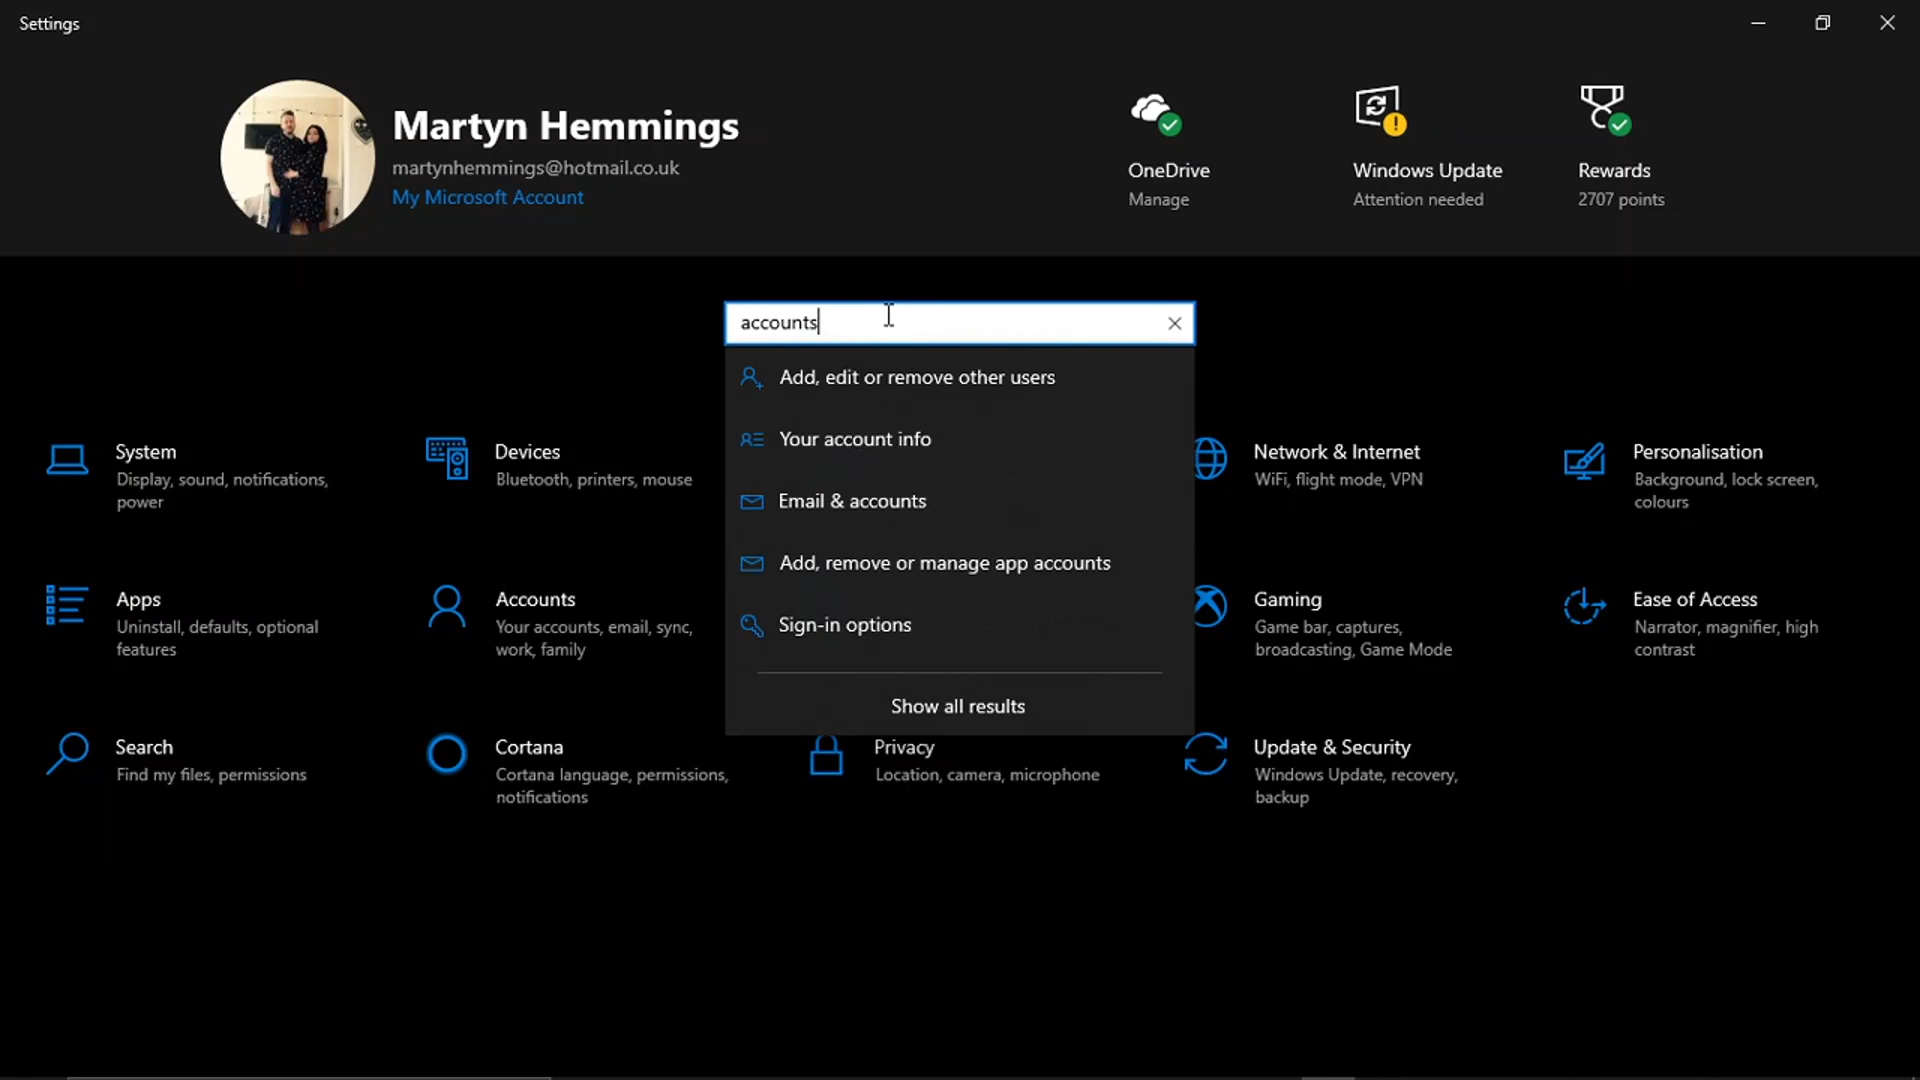 Settings
Martyn Hemmings
martynhemmings@hotmail.co.uk
My Microsoft Account
OneDrive
Manage
Windows Update
Attention needed
Rewards
2707 points
accounts
Add, edit or remove other users
Your account info
Email & accounts
Add, remove or manage app accounts
Sign-in options
Show all results
System
Display, sound, notifications,
power
Devices
Bluetooth, printers, mouse
Network & Internet
WiFi, flight mode, VPN
Personalisation
Background, lock screen,
colours
Apps
Uninstall, defaults, optional
features
Accounts
Your accounts, email, sync,
work, family
Gaming
Game bar, captures,
broadcasting, Game Mode
Ease of Access
Narrator, magnifier, high
contrast
Search
Find my files, permissions
Cortana
Cortana language, permissions,
notifications
Privacy
Location, camera, microphone
Update & Security
Windows Update, recovery,
backup